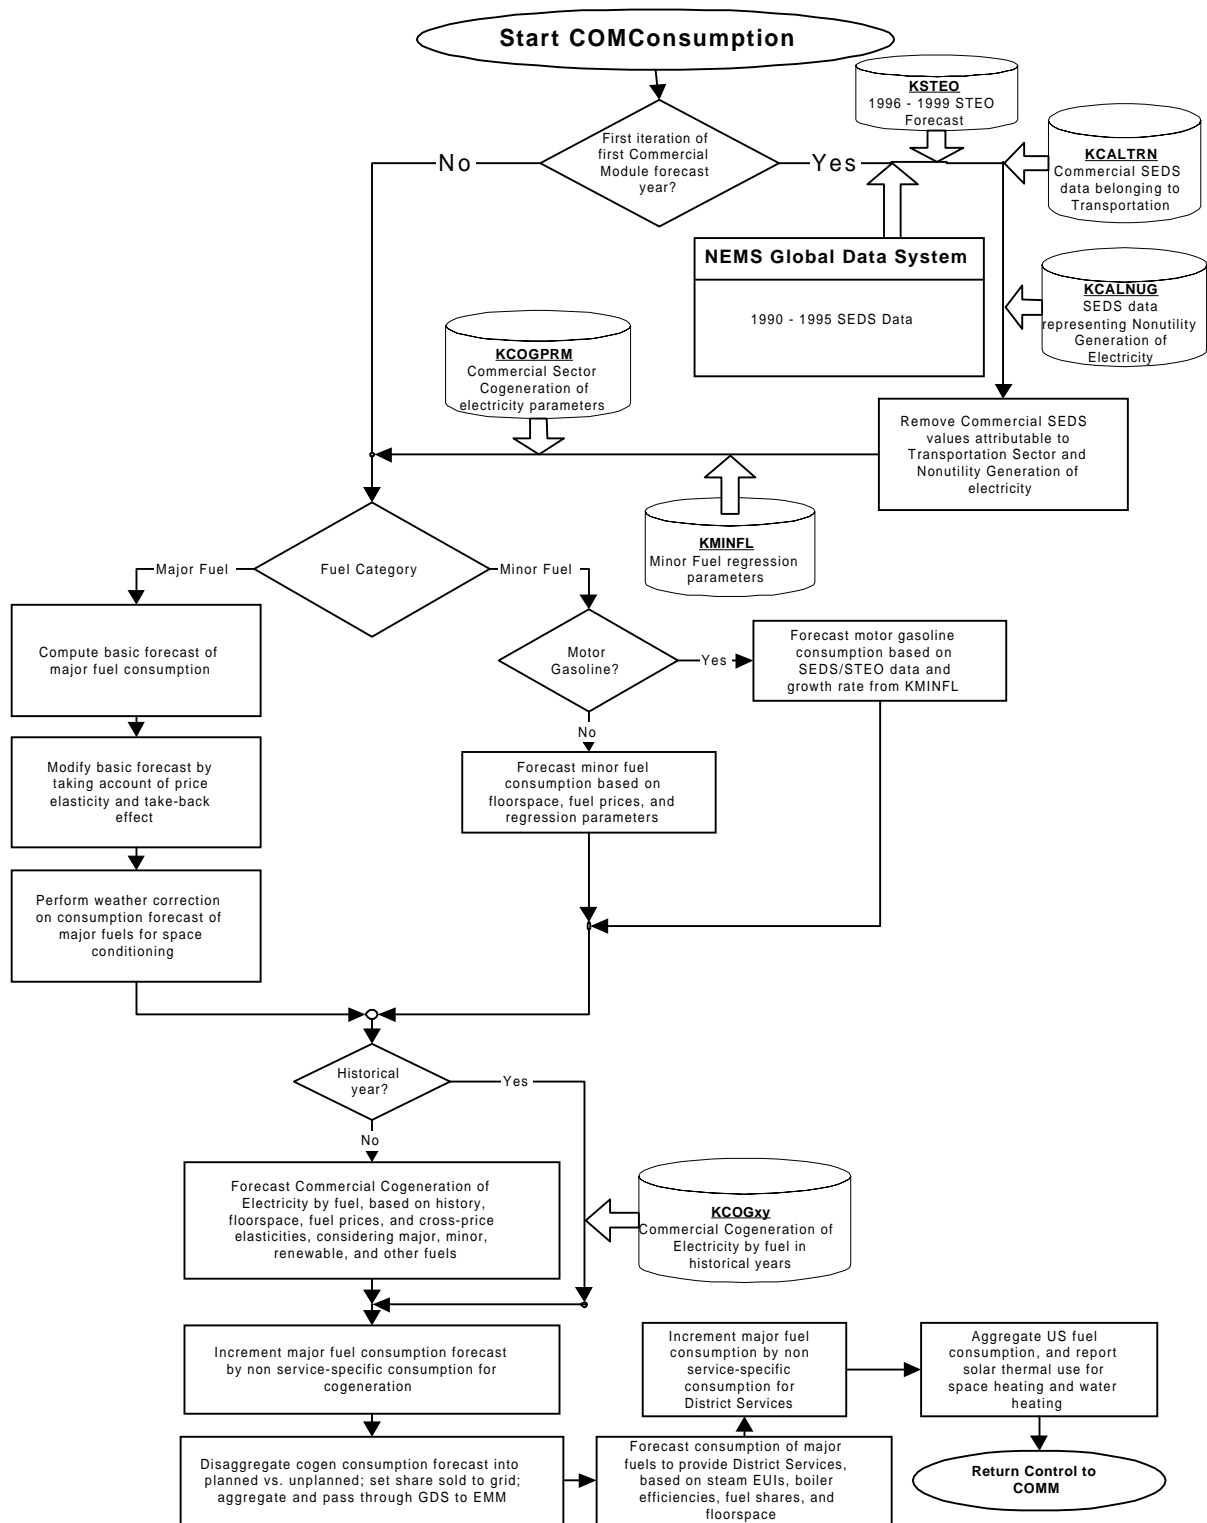 Start COMConsumption
KSTEO
1996 - 1999 STEO
Forecast
First iteration of
first Commercial
Module forecast
year?
No
Yes
KCALTRN
Commercial SEDS
data belonging to
Transportation
NEMS Global Data System
1990 - 1995 SEDS Data
KCALNUG
SEDS data
representing Nonutility
Generation of
Electricity
KCOGPRM
Commercial Sector
Cogeneration of
electricity parameters
Remove Commercial SEDS
values attributable to
Transportation Sector and
Nonutility Generation of
electricity
KMINFL
Minor Fuel regression
parameters
Major Fuel
Fuel Category
Minor Fuel
Compute basic forecast of
major fuel consumption
Motor
Gasoline?
Yes
Forecast motor gasoline
consumption based on
SEDS/STEO data and
growth rate from KMINFL
No
Modify basic forecast by
taking account of price
elasticity and take-back
effect
Forecast minor fuel
consumption based on
floorspace, fuel prices, and
regression parameters
Perform weather correction
on consumption forecast of
major fuels for space
conditioning
Historical
year?
Yes
No
Forecast Commercial Cogeneration of
Electricity by fuel, based on history,
floorspace, fuel prices, and cross-price
elasticities, considering major, minor,
renewable, and other fuels
KCOGxy
Commercial Cogeneration of
Electricity by fuel in
historical years
Increment major fuel consumption forecast
by non service-specific consumption for
cogeneration
Increment major fuel
consumption by non
service-specific
consumption for
District Services
Aggregate US fuel
consumption, and report
solar thermal use for
space heating and water
heating
Disaggregate cogen consumption forecast into
planned vs. unplanned; set share sold to grid;
aggregate and pass through GDS to EMM
Forecast consumption of major
fuels to provide District Services,
based on steam EUIs, boiler
efficiencies, fuel shares, and
floorspace
Return Control to
COMM